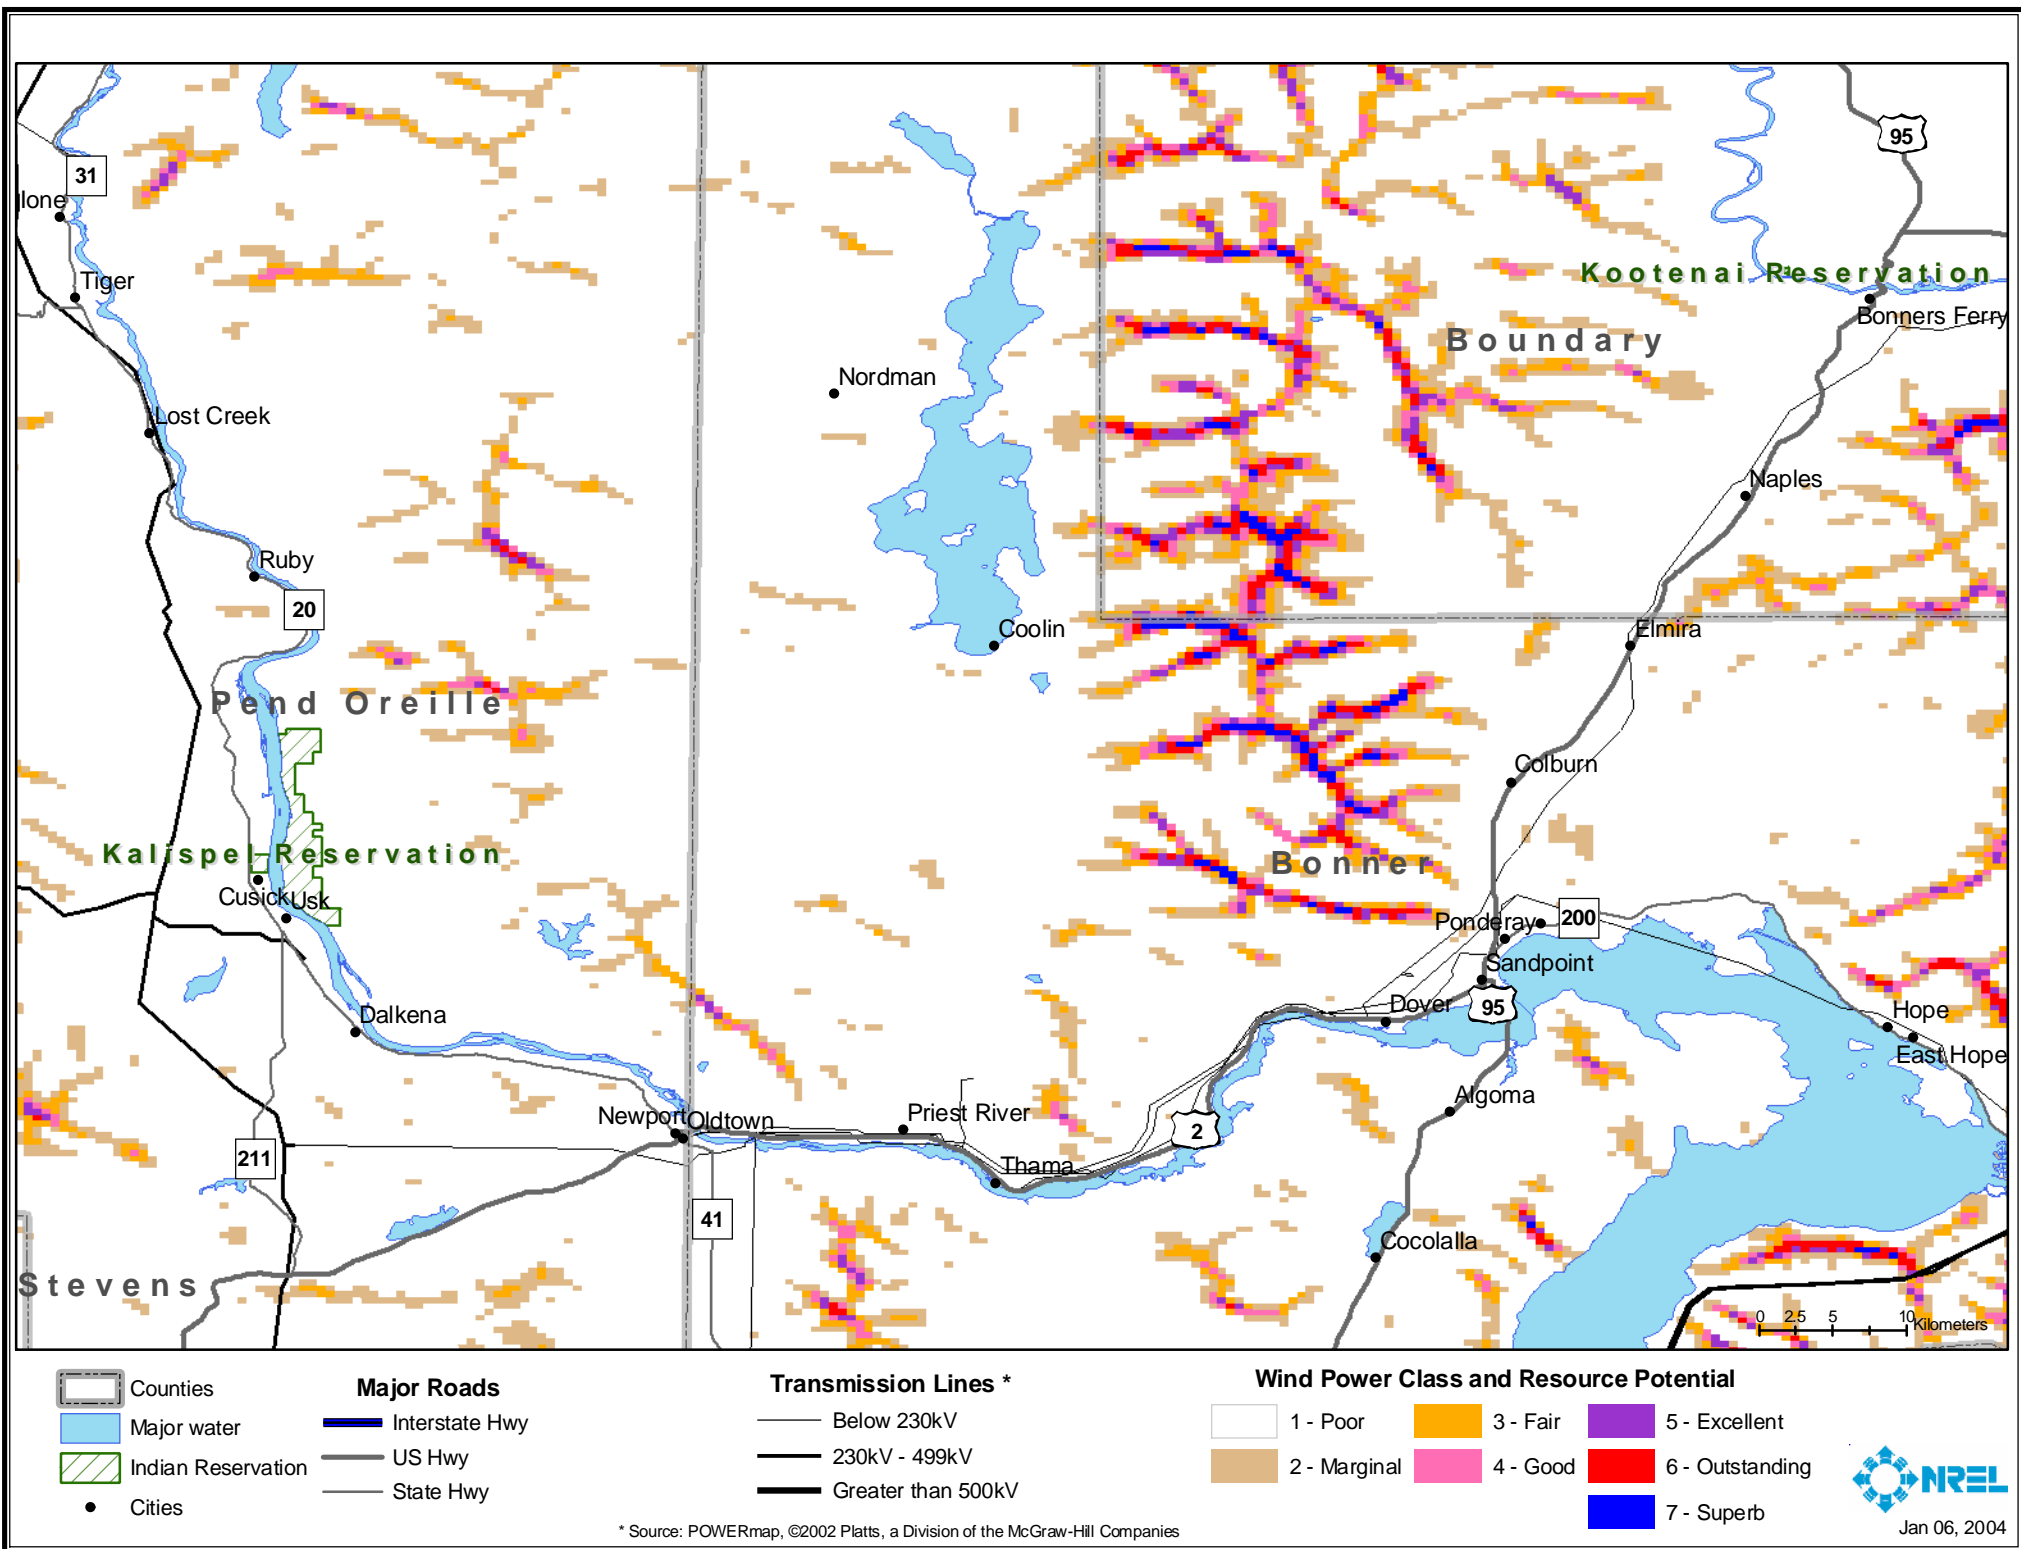 95
31
lone
Kootenai Reservation
Tiger
Bonners Ferry
Boundary
Nordman
Lost Creek
Naples
Ruby
20
Coolin
Elmira
Pend Oreille
Colburn
Kalispel Reservation
Bonner
Cusick
Usk
Ponderay
200
Sandpoint
Dover
95
Hope
Dalkena
East Hope
Algoma
Newport
Oldtown
Priest River
2
211
Thama
41
Cocolalla
Stevens
0 2.5 5 10
Kilometers
Counties
Major water
Indian Reservation
Cities
Major Roads
Interstate Hwy
US Hwy
State Hwy
Transmission Lines *
Below 230kV
230kV - 499kV
Greater than 500kV
Wind Power Class and Resource Potential
1 - Poor
2 - Marginal
3 - Fair
4 - Good
5 - Excellent
6 - Outstanding
7 - Superb
NREL
* Source: POWERmap, ©2002 Platts, a Division of the McGraw-Hill Companies
Jan 06, 2004